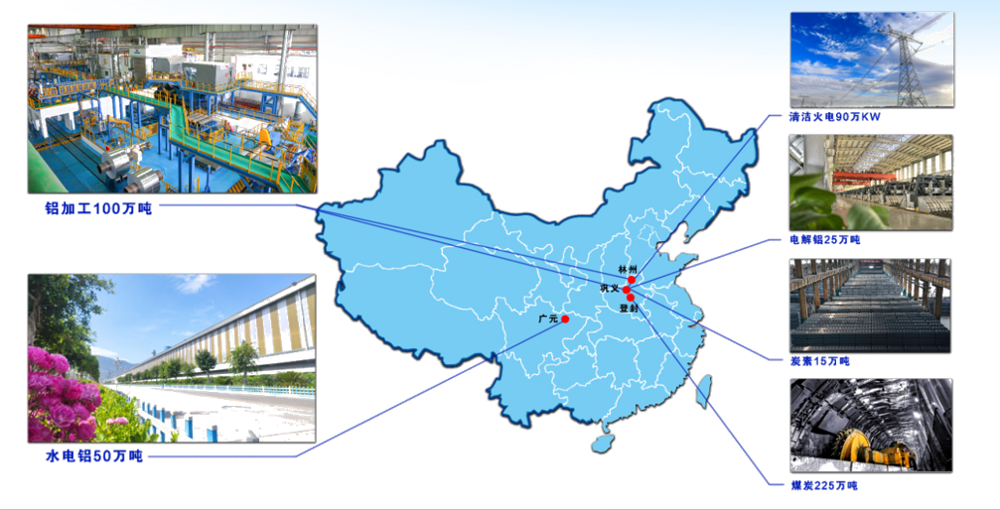 清洁火电90万KW
铝加工100万吨
电解铝25万吨
林州
巩义
登封
广元
炭素15万吨
水电铝50万吨
煤炭225万吨